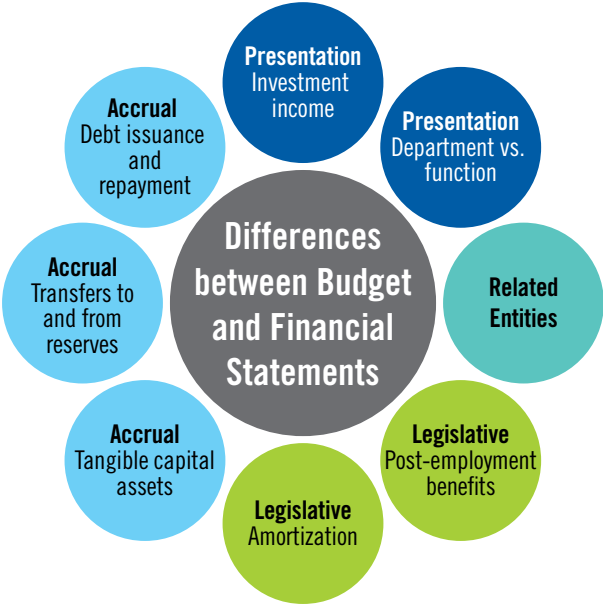 Presentation
Investment
income
Presentation
Department vs.
function
Related
Entities
Legislative
Post-employment
benefits
Legislative
Amortization
Accrual
Tangible capital
assets
Accrual
Transfers to
and from
reserves
Accrual
Debt issuance
and
repayment
Differences
between Budget
and Financial
Statements